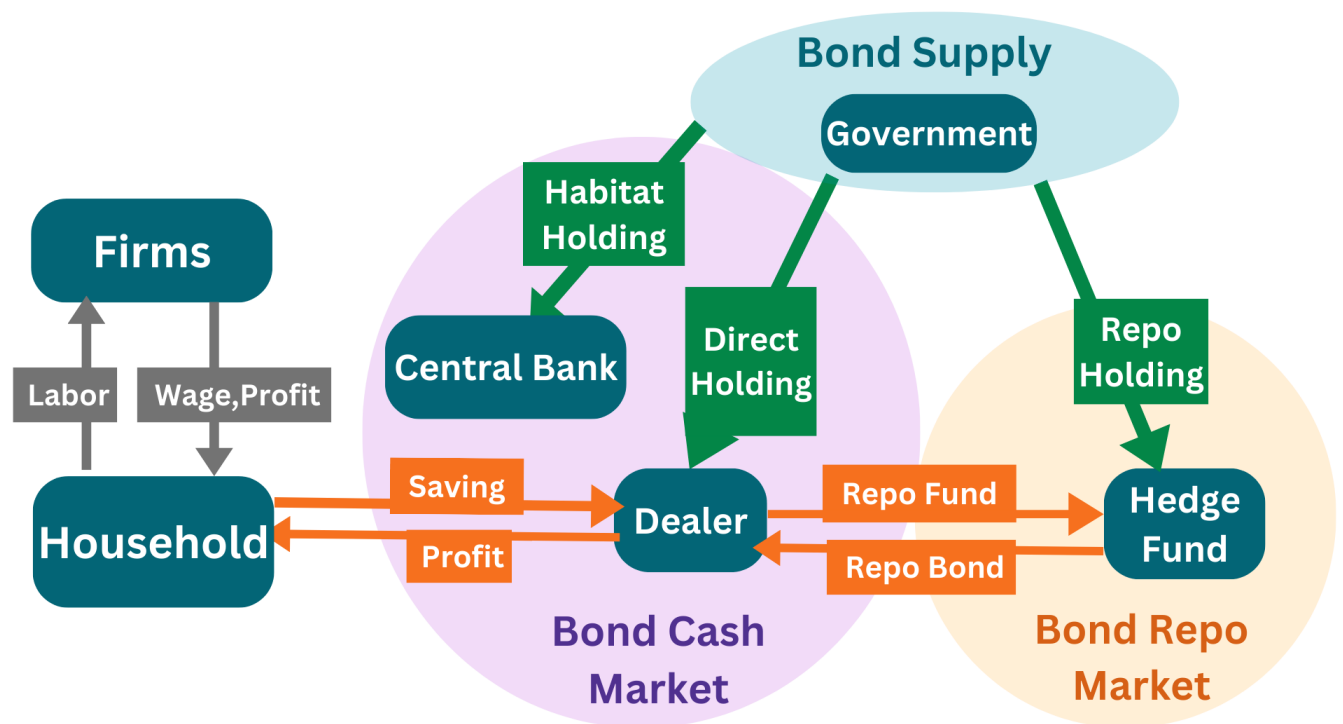 Bond Supply
Government
Habitat
Holding
Firms
Direct
Holding
Repo
Holding
Central Bank
Labor
Wage,Profit
Saving
Repo Fund
Household
Dealer
Hedge
Fund
Profit
Repo Bond
Bond Cash
Market
Bond Repo
Market